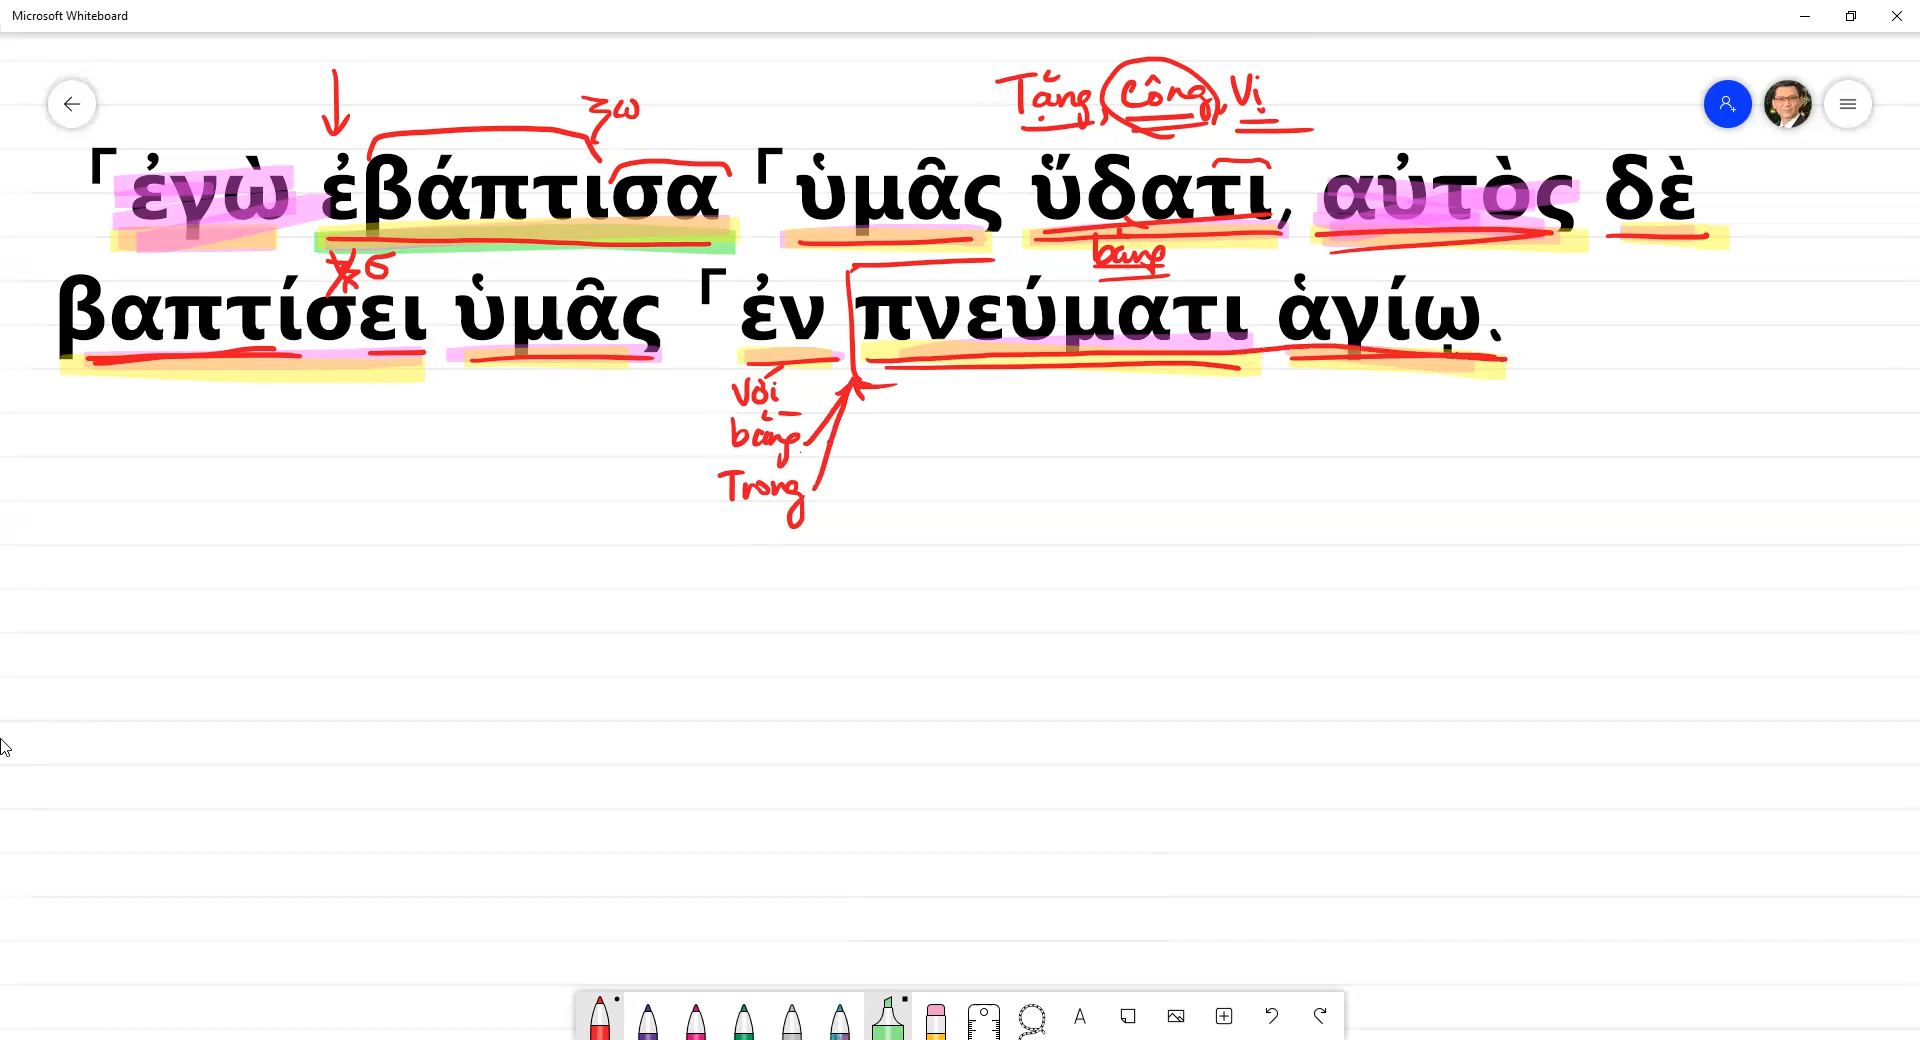 Microsoft Whiteboard
Tặng, Công, Vị
ζω
⸀ἐγὼ ἐβάπτισα ⸀ὑμᾶς ὕδατι, αὐτὸς δὲ
bằng
σ
βαπτίσει ὑμᾶς ⸀ἐν πνεύματι ἁγίῳ.
Với
bằng
Trong